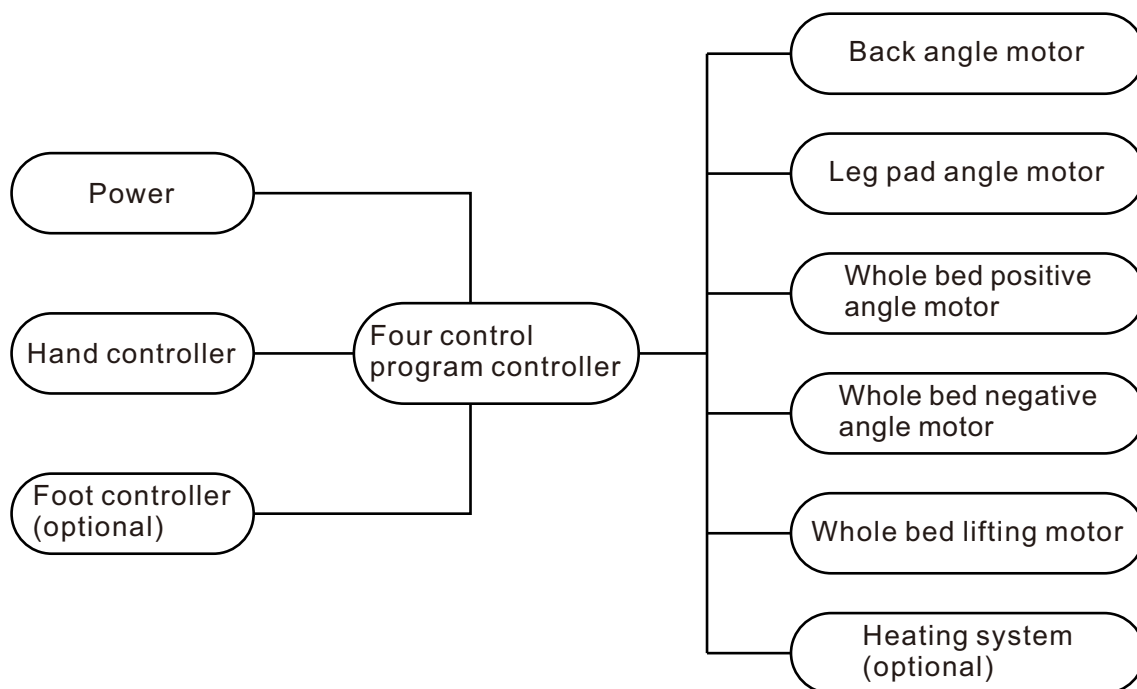 Power
Hand controller
Foot controller
(optional)
Four control
program controller
Back angle motor
Leg pad angle motor
Whole bed positive
angle motor
Whole bed negative
angle motor
Whole bed lifting motor
Heating system
(optional)